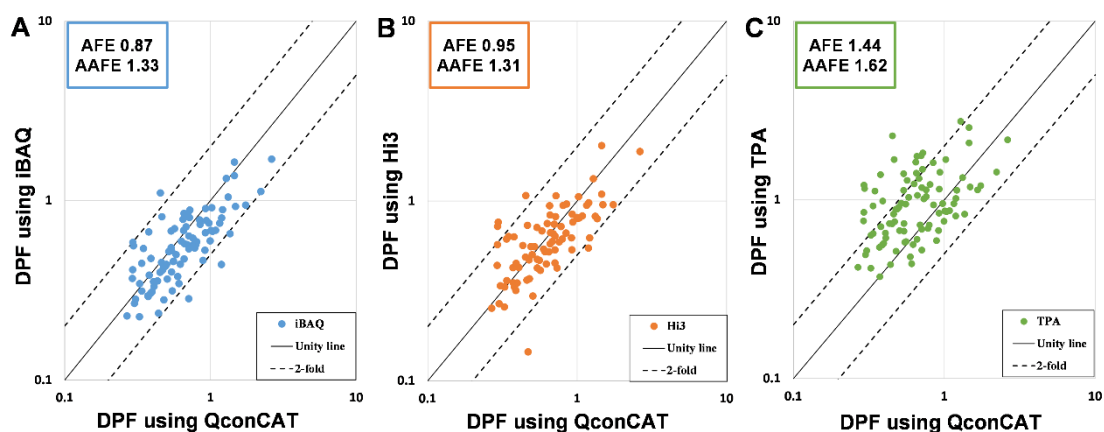 A
AFE 0.87
AAFE 1.33
10
1
0.1
DPF using iBAQ
iBAQ
Unity line
2-fold
0.1
1
10
DPF using QconCAT
B
AFE 0.95
AAFE 1.31
10
1
0.1
DPF using Hi3
Hi3
Unity line
2-fold
0.1
1
10
DPF using QconCAT
C
AFE 1.44
AAFE 1.62
10
1
0.1
DPF using TPA
TPA
Unity line
2-fold
0.1
1
10
DPF using QconCAT